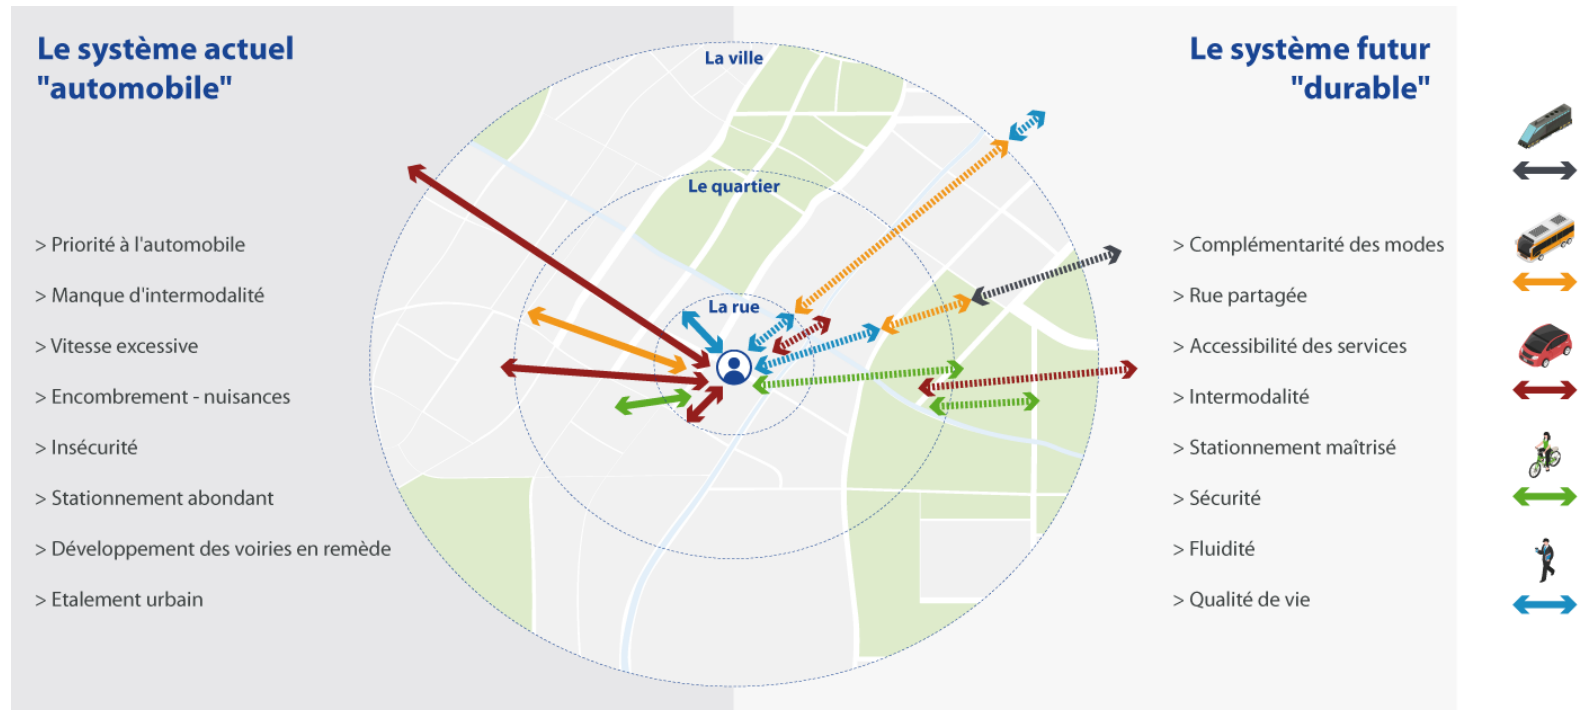 Le système actuel
"automobile"
> Priorité à l'automobile
> Manque d'intermodalité
> Vitesse excessive
> Encombrement - nuisances
> Insécurité
> Stationnement abondant
> Développement des voiries en remède
> Etalement urbain
La ville
Le quartier
La rue
Le système futur
"durable"
> Complémentarité des modes
> Rue partagée
> Accessibilité des services
> Intermodalité
> Stationnement maîtrisé
> Sécurité
> Fluidité
> Qualité de vie